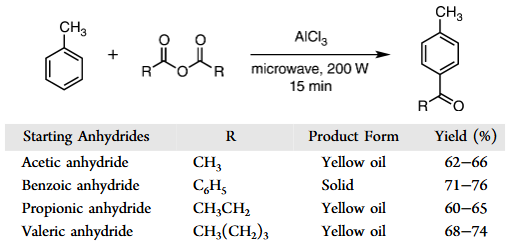 CH₃
CH₃
+
O O
R O R
AlCl₃
microwave, 200 W
15 min
R O
Starting Anhydrides R Product Form Yield (%)
Acetic anhydride CH₃ Yellow oil 62–66
Benzoic anhydride C₆H₅ Solid 71–76
Propionic anhydride CH₃CH₂ Yellow oil 60–65
Valeric anhydride CH₃(CH₂)₃ Yellow oil 68–74